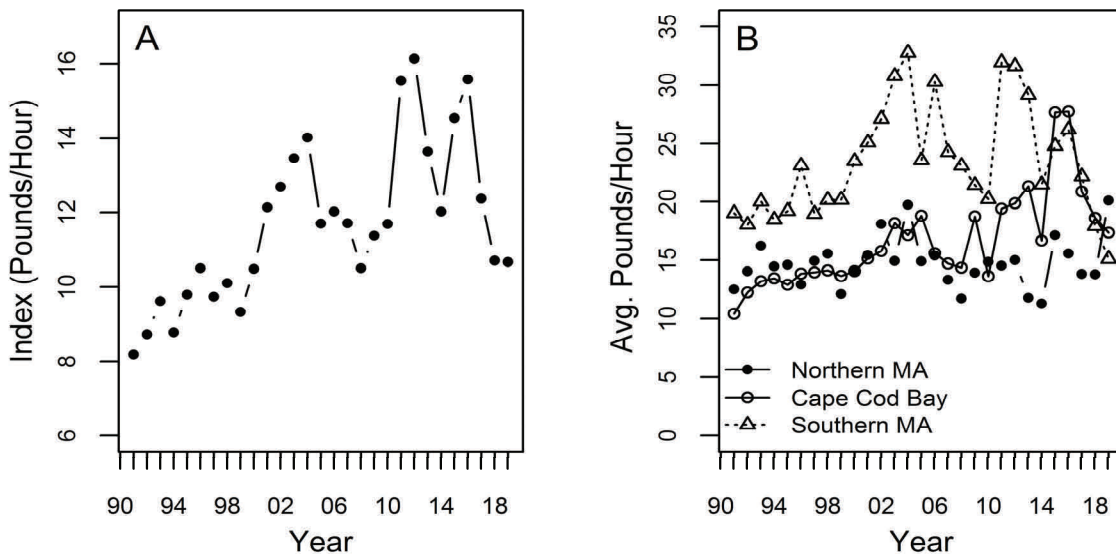 A
Index (Pounds/Hour)
16
14
12
10
8
6
90 94 98 02 06 10 14 18
Year
B
Avg. Pounds/Hour
35
30
25
20
15
10
5
0
Northern MA
Cape Cod Bay
Southern MA
90 94 98 02 06 10 14 18
Year